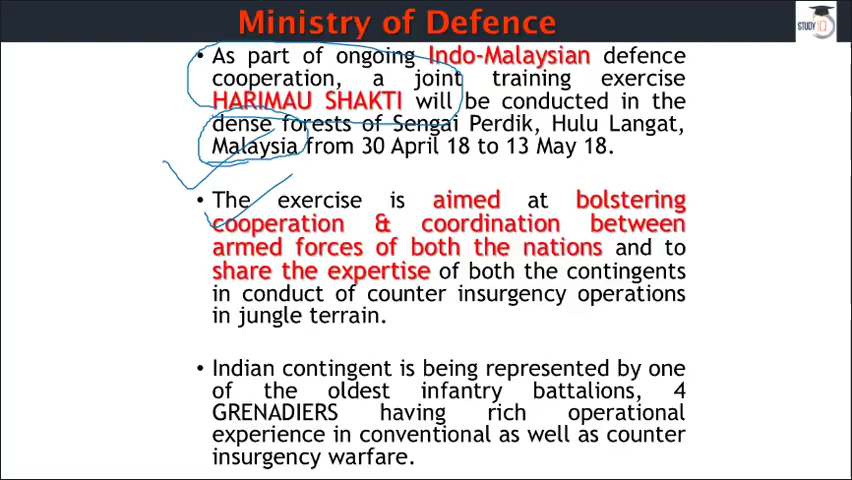 Ministry of Defence
STUDY IQ
• As part of ongoing Indo-Malaysian defence
cooperation, a joint training exercise
HARIMAU SHAKTI will be conducted in the
dense forests of Sengai Perdik, Hulu Langat,
Malaysia from 30 April 18 to 13 May 18.
• The exercise is aimed at bolstering
cooperation & coordination between
armed forces of both the nations and to
share the expertise of both the contingents
in conduct of counter insurgency operations
in jungle terrain.
• Indian contingent is being represented by one
of the oldest infantry battalions, 4
GRENADIERS having rich operational
experience in conventional as well as counter
insurgency warfare.